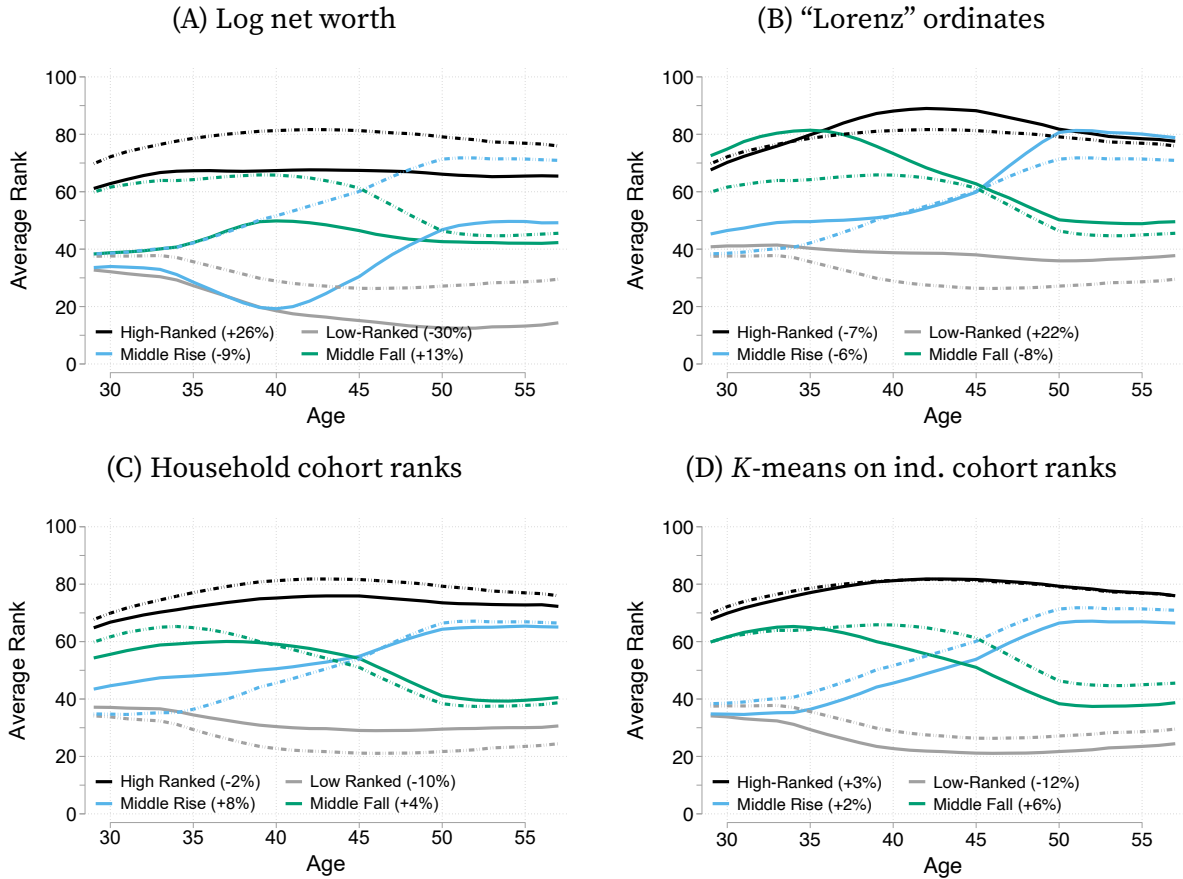 (A) Log net worth
100
80
60
40
20
0
Average Rank
High-Ranked (+26%)
Low-Ranked (-30%)
Middle Rise (-9%)
Middle Fall (+13%)
30 35 40 45 50 55
Age
(B) “Lorenz” ordinates
100
80
60
40
20
0
Average Rank
High-Ranked (-7%)
Low-Ranked (+22%)
Middle Rise (-6%)
Middle Fall (-8%)
30 35 40 45 50 55
Age
(C) Household cohort ranks
100
80
60
40
20
0
Average Rank
High Ranked (-2%)
Low Ranked (-10%)
Middle Rise (+8%)
Middle Fall (+4%)
30 35 40 45 50 55
Age
(D) K-means on ind. cohort ranks
100
80
60
40
20
0
Average Rank
High-Ranked (+3%)
Low-Ranked (-12%)
Middle Rise (+2%)
Middle Fall (+6%)
30 35 40 45 50 55
Age